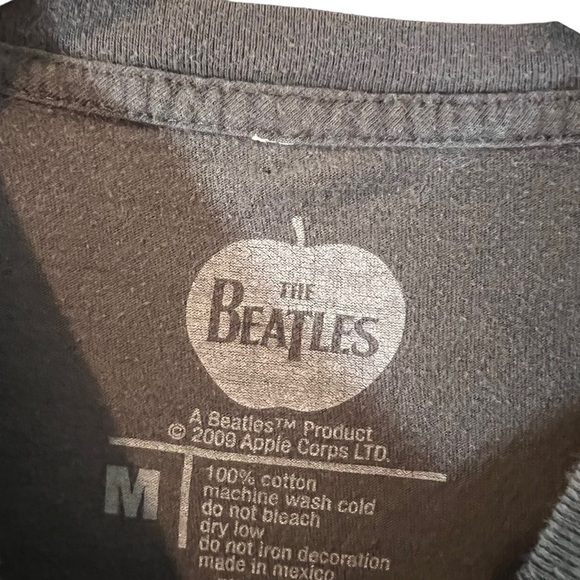 THE
BEATLES
A Beatles™ Product
© 2009 Apple Corps LTD.
M
100% cotton
machine wash cold
do not bleach
dry low
do not iron decoration
made in mexico